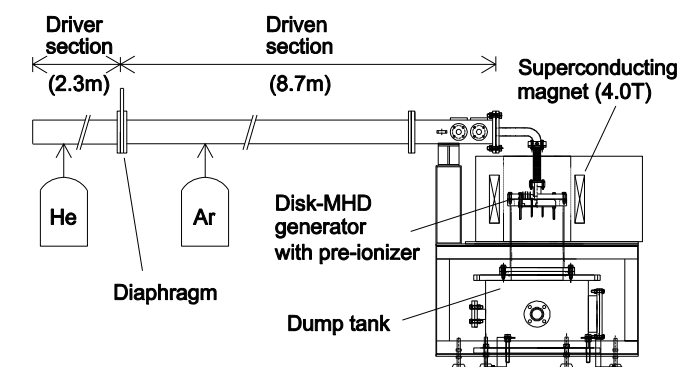 Driver
section
(2.3m)
Driven
section
(8.7m)
Superconducting
magnet (4.0T)
He
Ar
Disk-MHD
generator
with pre-ionizer
Diaphragm
Dump tank